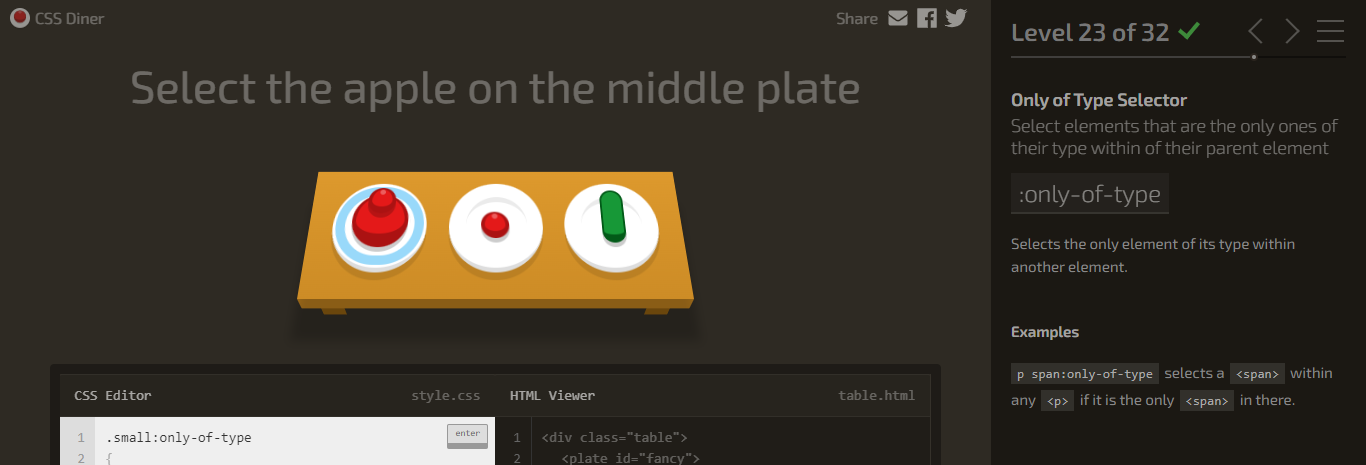 CSS Diner
Share
Select the apple on the middle plate
CSS Editor
style.css
HTML Viewer
table.html
1
.small:only-of-type
enter
2
{
1
<div class="table">
2
<plate id="fancy">
Level 23 of 32
Only of Type Selector
Select elements that are the only ones of
their type within of their parent element
:only-of-type
Selects the only element of its type within
another element.
Examples
p span:only-of-type selects a <span> within
any <p> if it is the only <span> in there.